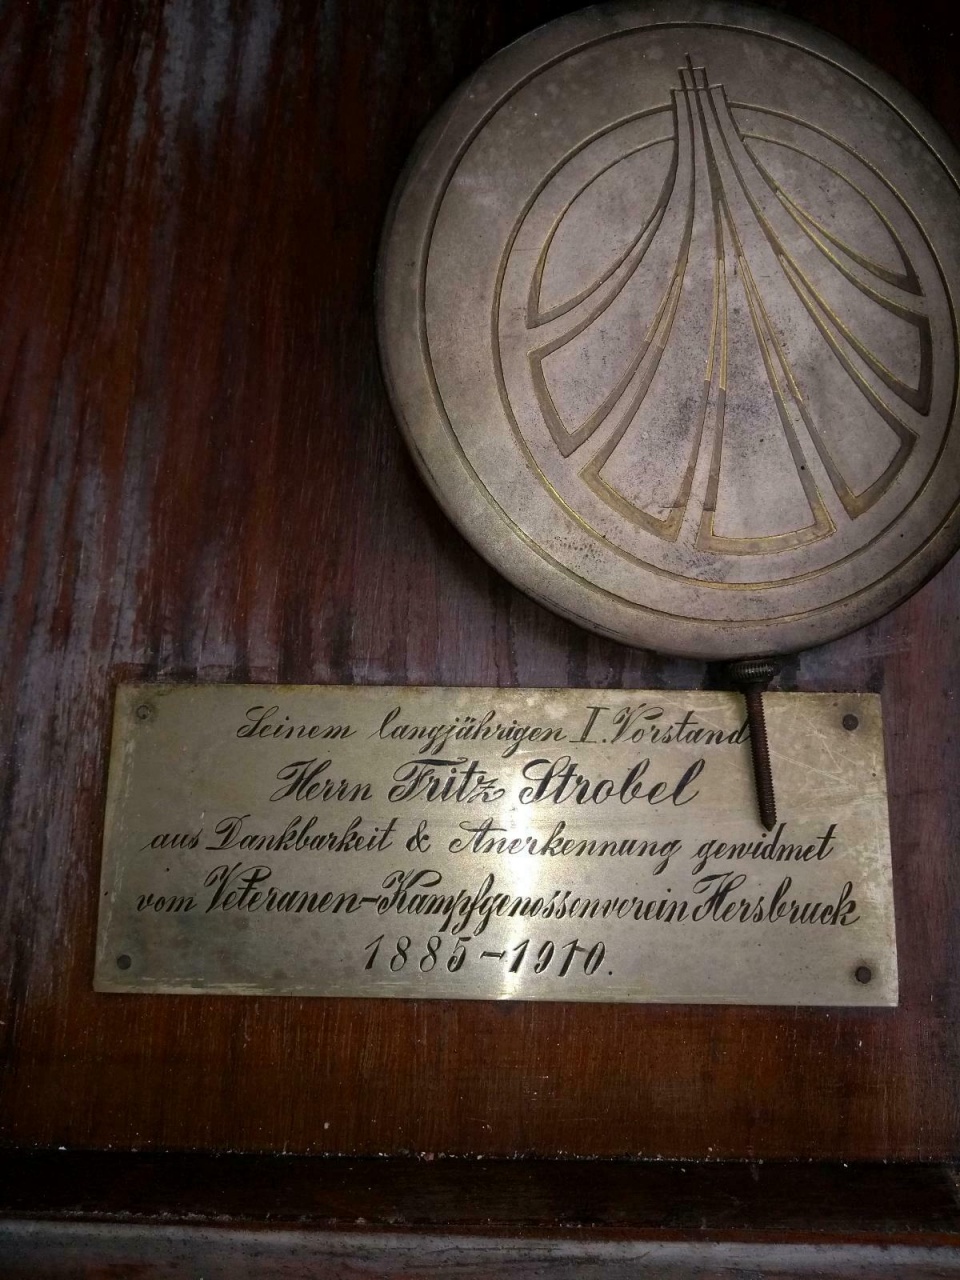 Seinem langjährigen I. Vorstand
Herrn Fritz Strobel
aus Dankbarkeit & Anerkennung gewidmet
vom Veteranen-Kampfgenossenverein Hersbruck
1885-1910.